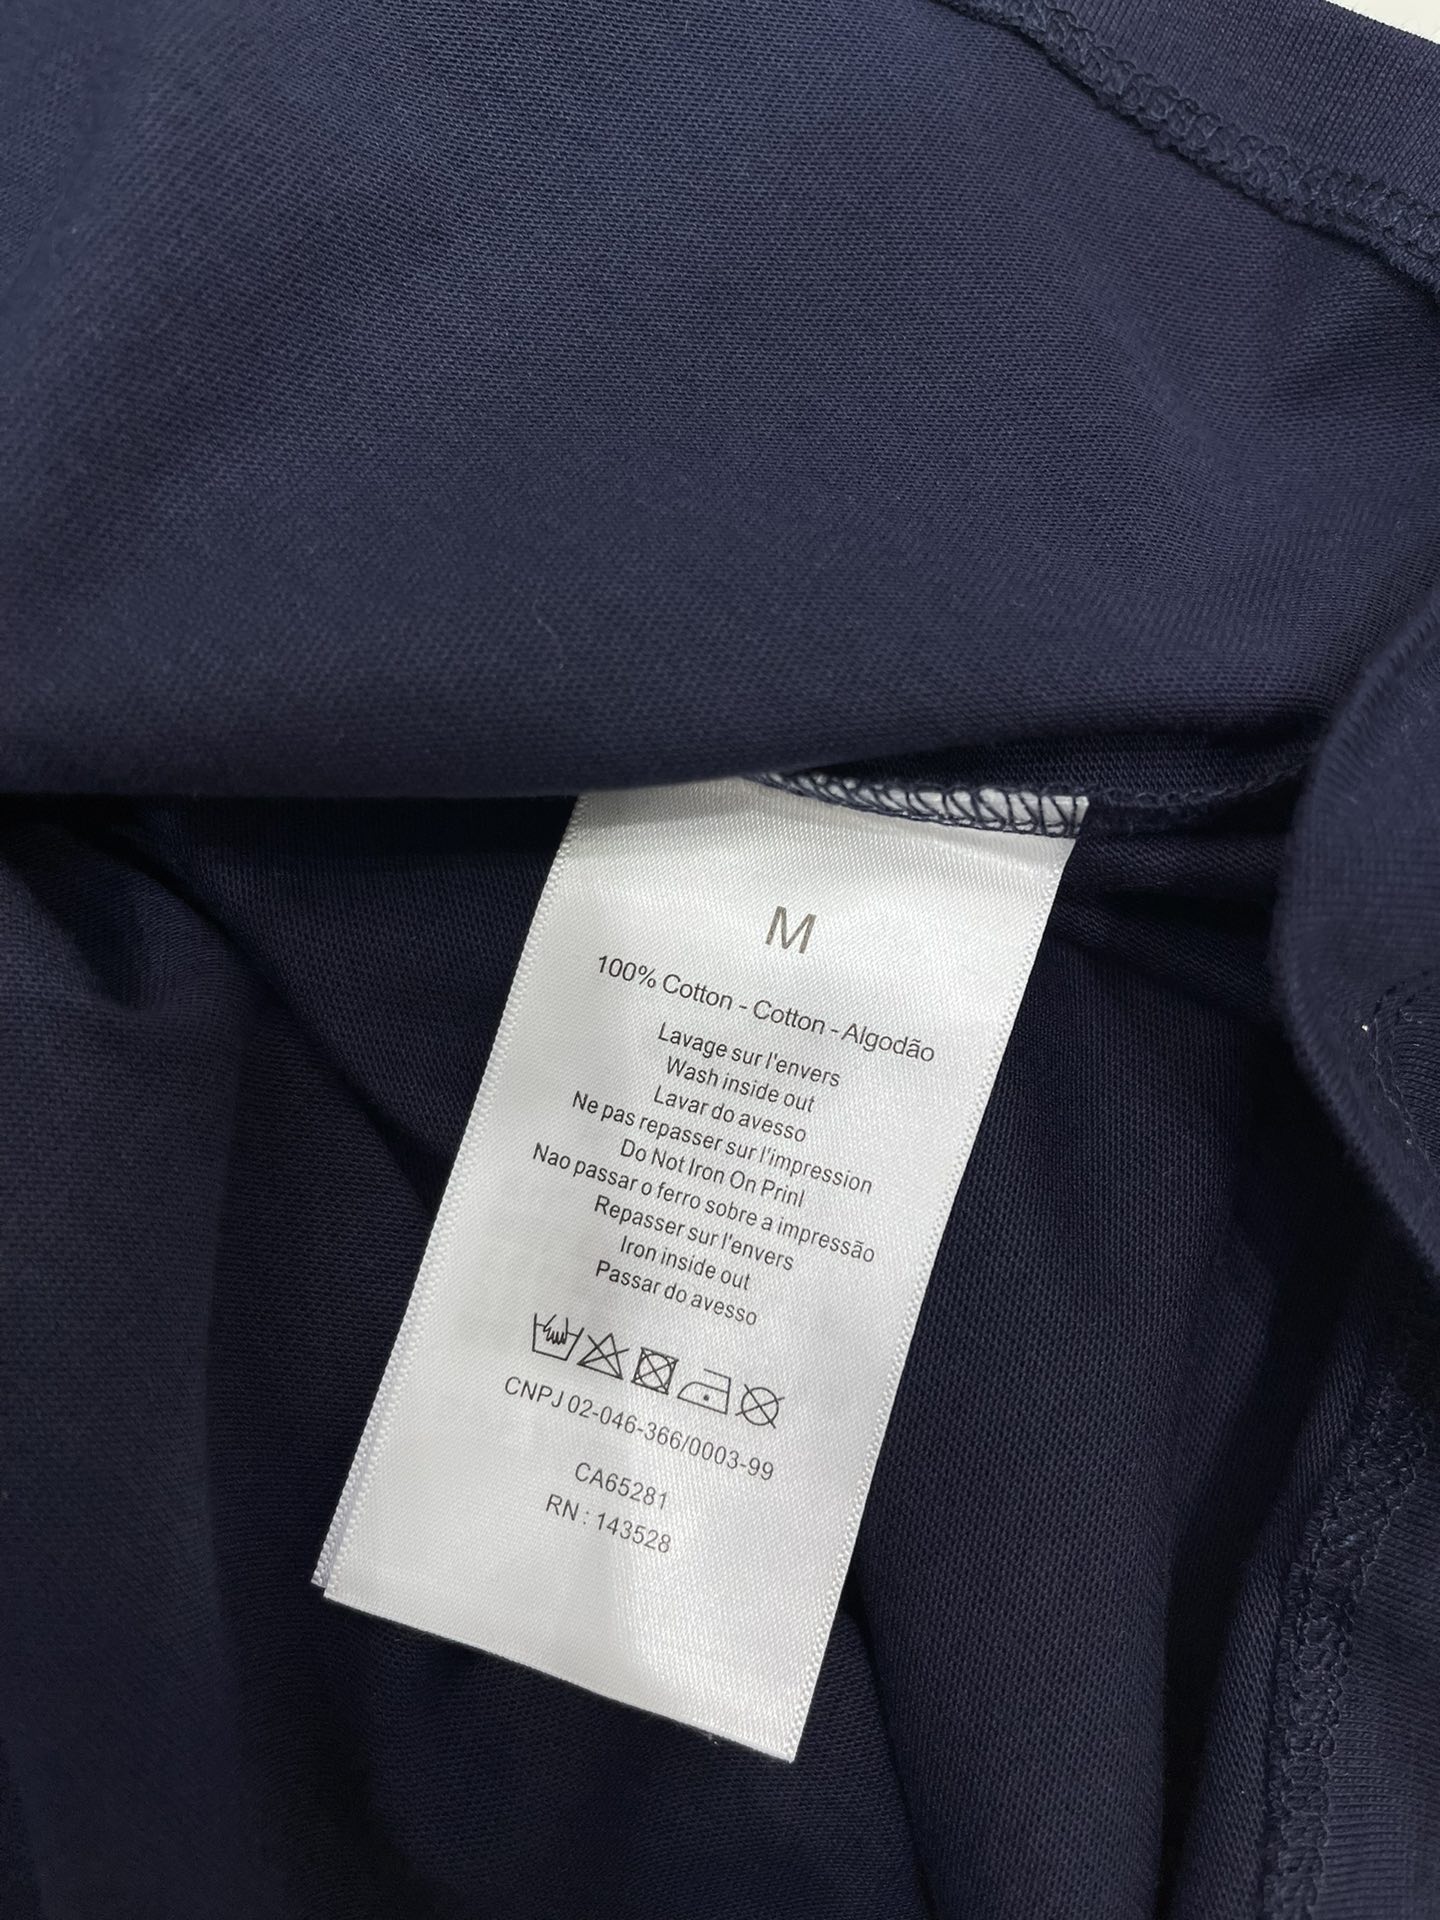 M
100% Cotton - Cotton - Algodão
Lavage sur l'envers
Wash inside out
Lavar do avesso
Ne pas repasser sur l'impression
Do Not Iron On Prinl
Nao passar o ferro sobre a impressão
Repasser sur l'envers
Iron inside out
Passar do avesso
CNPJ 02-046-366/0003-99
CA65281
RN : 143528